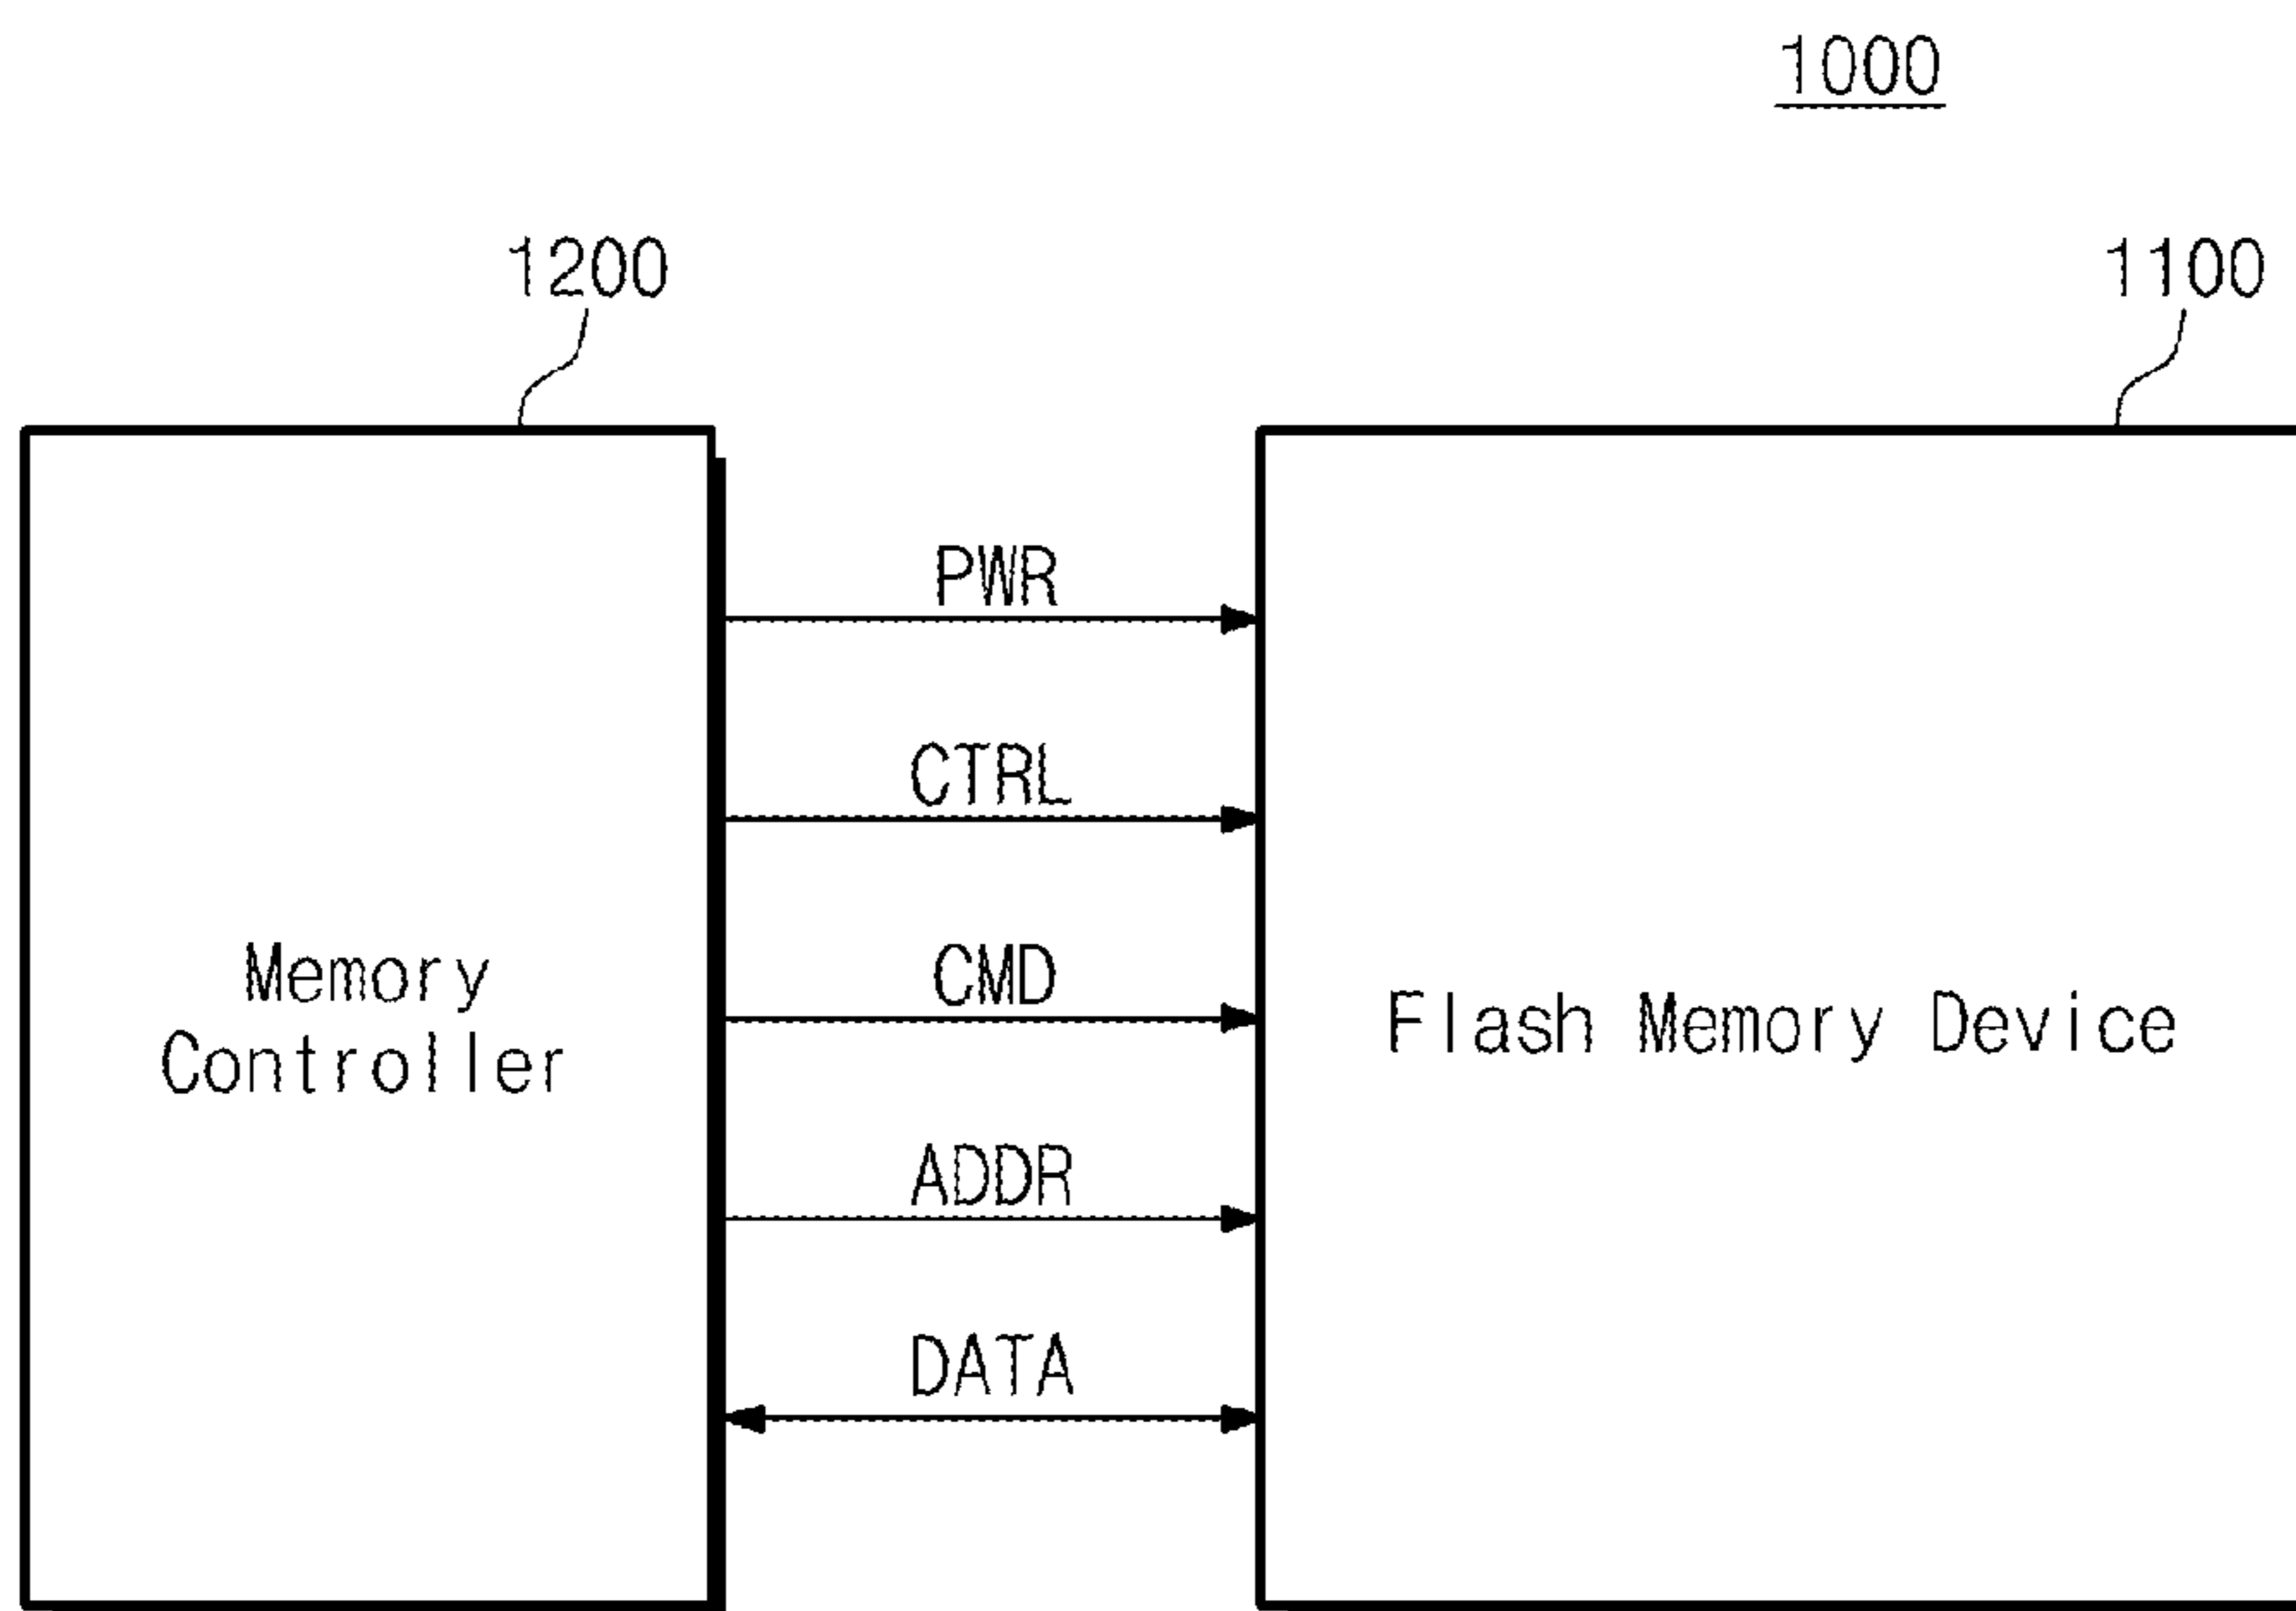 1000
1200
1100
PWR
CTRL
CMD
Memory
Controller
Flash Memory Device
ADDR
DATA